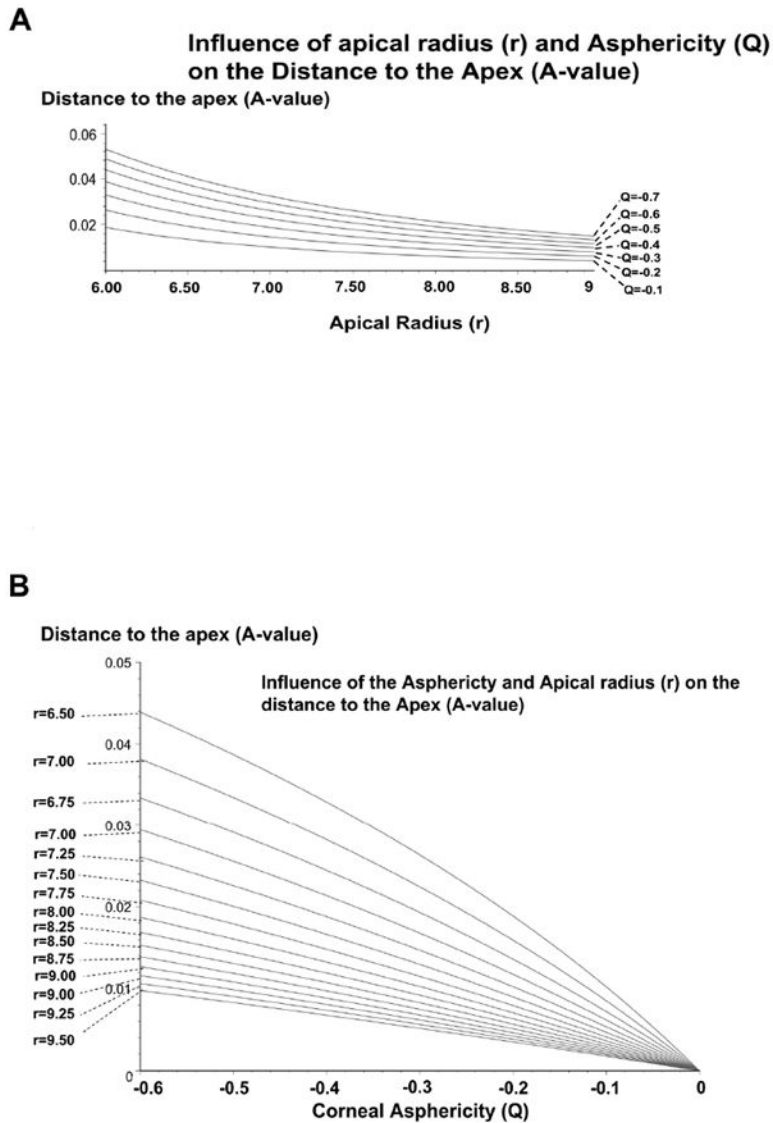 A
Influence of apical radius (r) and Asphericity (Q)
on the Distance to the Apex (A-value)
Distance to the apex (A-value)
0.06
0.04
0.02
Q=-0.7
Q=-0.6
Q=-0.5
Q=-0.4
Q=-0.3
Q=-0.2
Q=-0.1
6.00 6.50 7.00 7.50 8.00 8.50 9
Apical Radius (r)
B
Distance to the apex (A-value)
Influence of the Asphericty and Apical radius (r) on the
distance to the Apex (A-value)
0.05
0.04
0.03
0.02
0.01
0
r=6.50
r=7.00
r=6.75
r=7.00
r=7.25
r=7.50
r=7.75
r=8.00
r=8.25
r=8.50
r=8.75
r=9.00
r=9.00
r=9.25
r=9.50
-0.6 -0.5 -0.4 -0.3 -0.2 -0.1 0
Corneal Asphericity (Q)